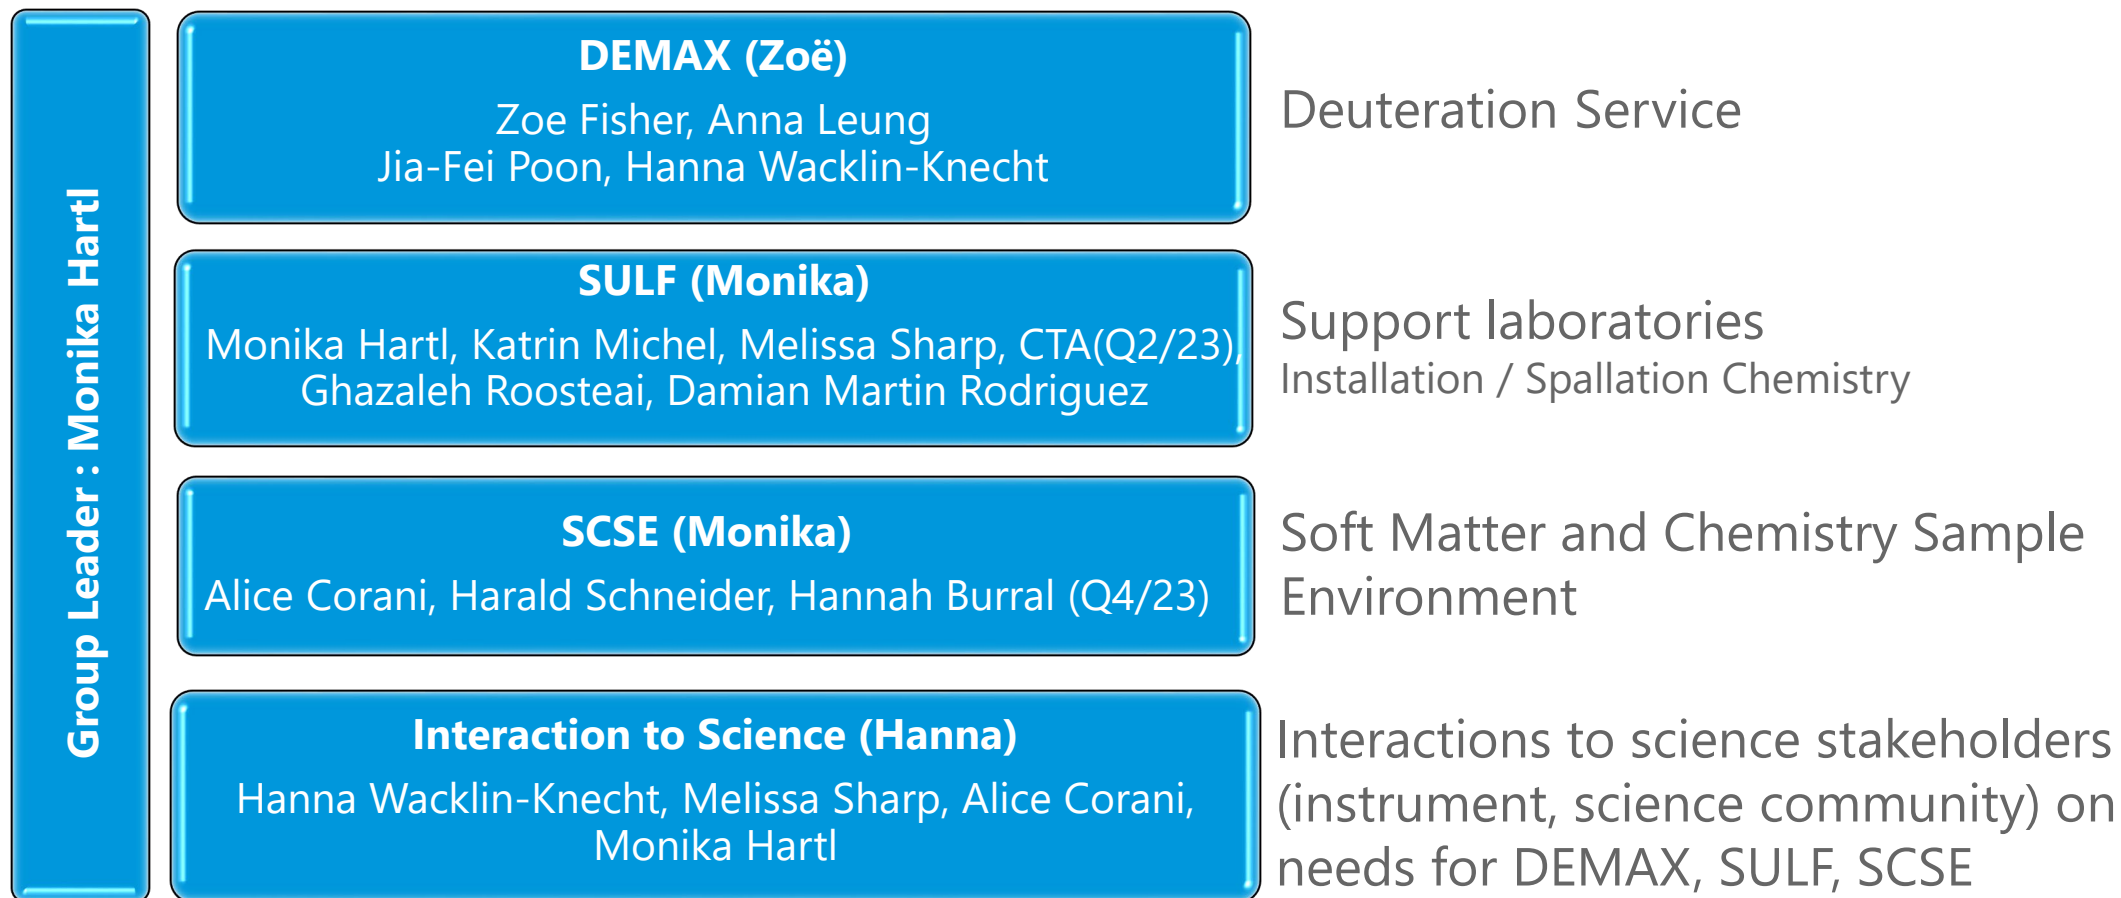 Group Leader : Monika Hartl
DEMAX (Zoë)
Zoe Fisher, Anna Leung
Jia-Fei Poon, Hanna Wacklin-Knecht
Deuteration Service
SULF (Monika)
Monika Hartl, Katrin Michel, Melissa Sharp, CTA(Q2/23),
Ghazaleh Roosteai, Damian Martin Rodriguez
Support laboratories
Installation / Spallation Chemistry
SCSE (Monika)
Alice Corani, Harald Schneider, Hannah Burral (Q4/23)
Soft Matter and Chemistry Sample
Environment
Interaction to Science (Hanna)
Hanna Wacklin-Knecht, Melissa Sharp, Alice Corani,
Monika Hartl
Interactions to science stakeholders
(instrument, science community) on
needs for DEMAX, SULF, SCSE